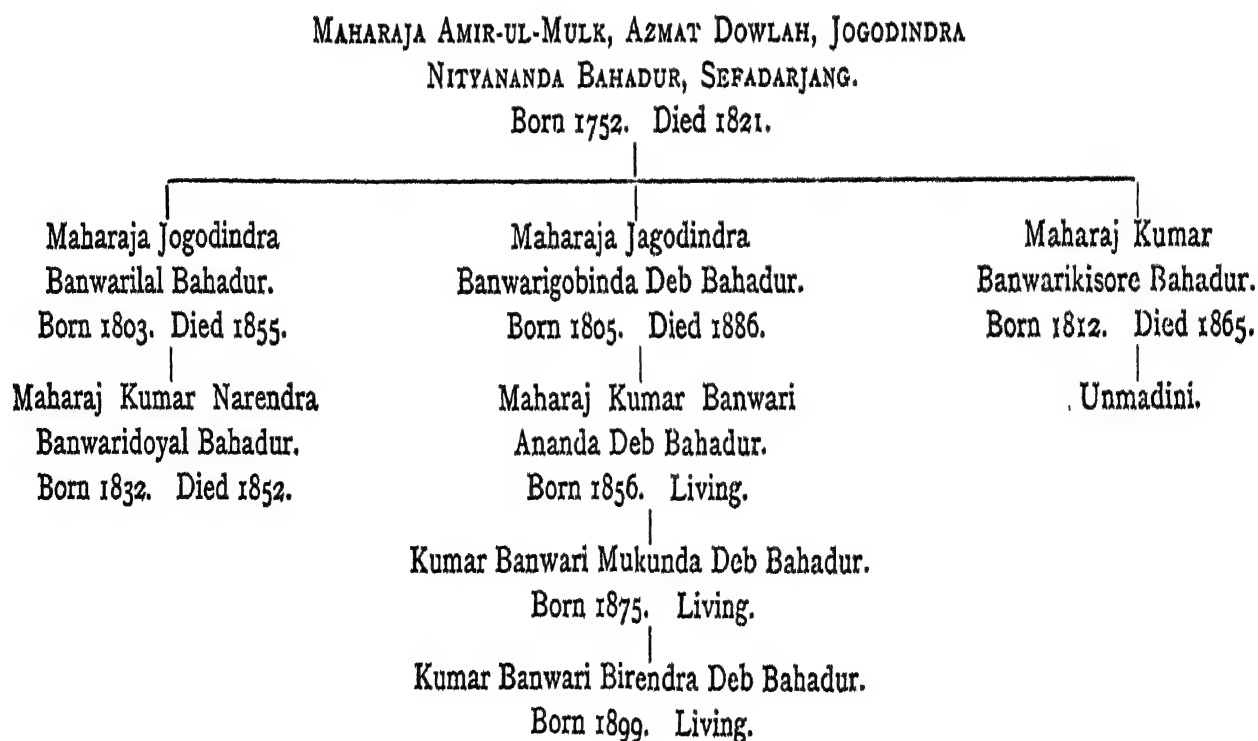 MAHARAJA AMIR-UL-MULK, AZMAT DOWLAH, JOGODINDRA
NITYANANDA BAHADUR, SEFADARJANG.
Born 1752. Died 1821.
Maharaja Jogodindra
Banwarilal Bahadur.
Born 1803. Died 1855.
Maharaj Kumar Narendra
Banwaridoyal Bahadur.
Born 1832. Died 1852.
Maharaja Jagodindra
Banwarigobinda Deb Bahadur.
Born 1805. Died 1886.
Maharaj Kumar Banwari
Ananda Deb Bahadur.
Born 1856. Living.
Kumar Banwari Mukunda Deb Bahadur.
Born 1875. Living.
Kumar Banwari Birendra Deb Bahadur.
Born 1899. Living.
Maharaj Kumar
Banwarikisore Bahadur.
Born 1812. Died 1865.
Unmadini.